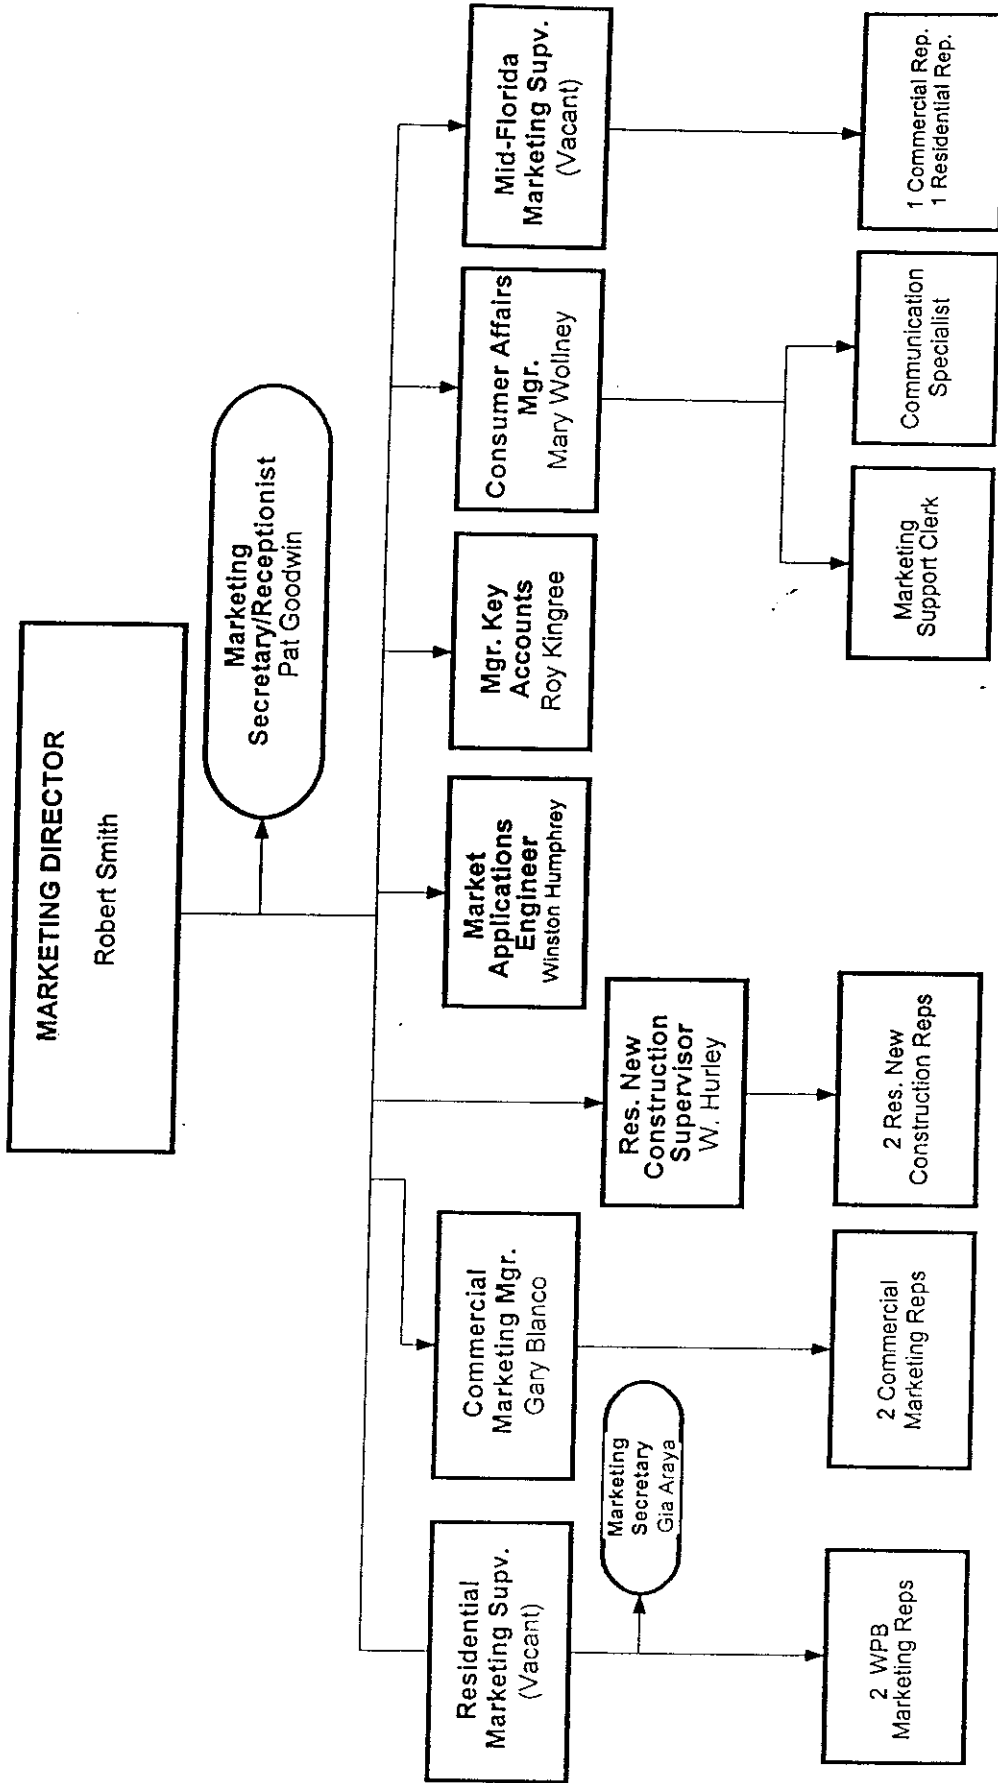 MARKETING DIRECTOR
Robert Smith
Marketing
Secretary/Receptionist
Pat Goodwin
Residential
Marketing Supv.
(Vacant)
Commercial
Marketing Mgr.
Gary Blanco
Res. New
Construction
Supervisor
W. Hurley
Market
Applications
Engineer
Winston Humphrey
Mgr. Key
Accounts
Roy Kingree
Consumer Affairs
Mgr.
Mary Wollney
Mid-Florida
Marketing Supv.
(Vacant)
Marketing
Secretary
Gia Araya
2 WPB
Marketing Reps
2 Commercial
Marketing Reps
2 Res. New
Construction Reps
Marketing
Support Clerk
Communication
Specialist
1 Commercial Rep.
1 Residential Rep.